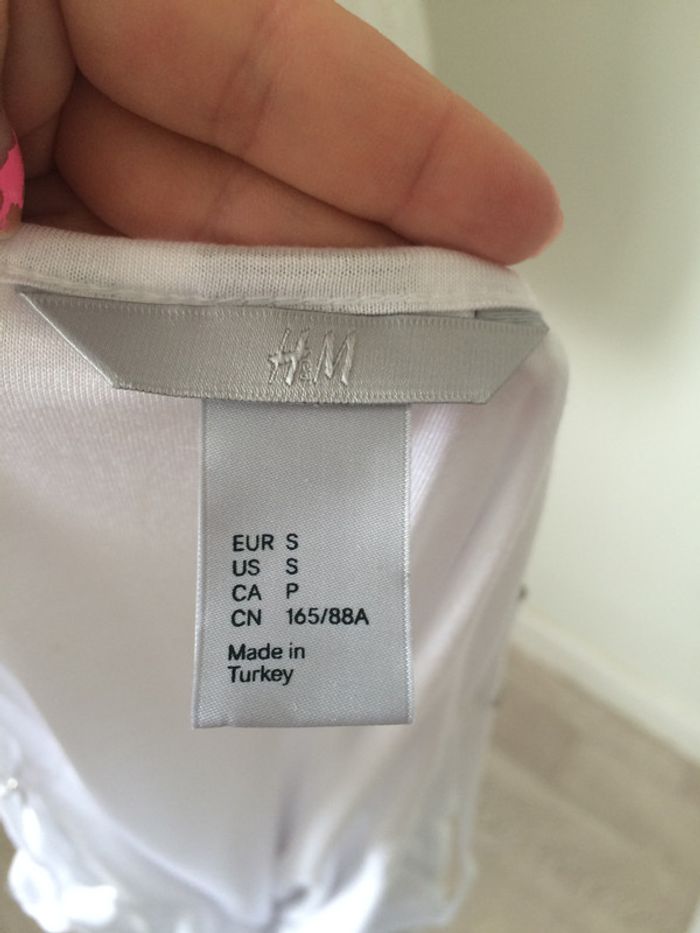 H&M
EUR S
US S
CA P
CN 165/88A
Made in
Turkey